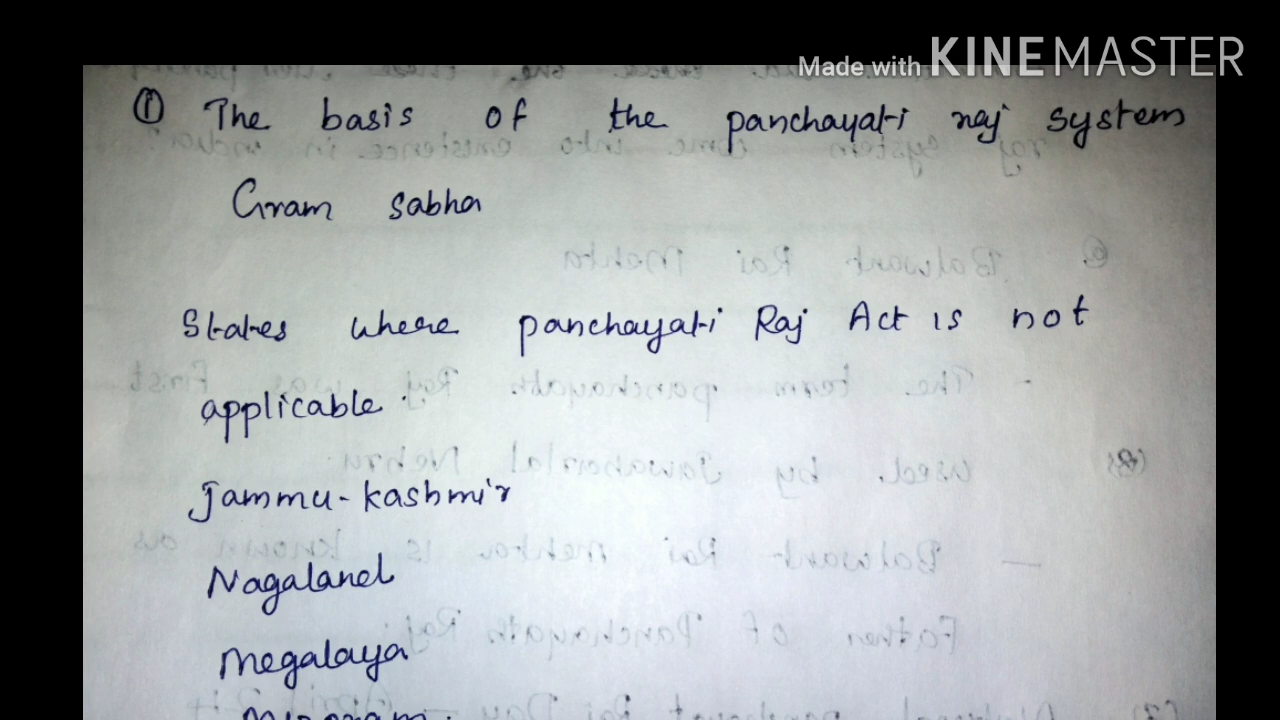 Made with KINEMASTER
① The basis of the panchayati raj system
Gram sabha
States where panchayati Raj Act is not
applicable.
Jammu-kashmir
Nagaland
Megalaya
Mizoram.